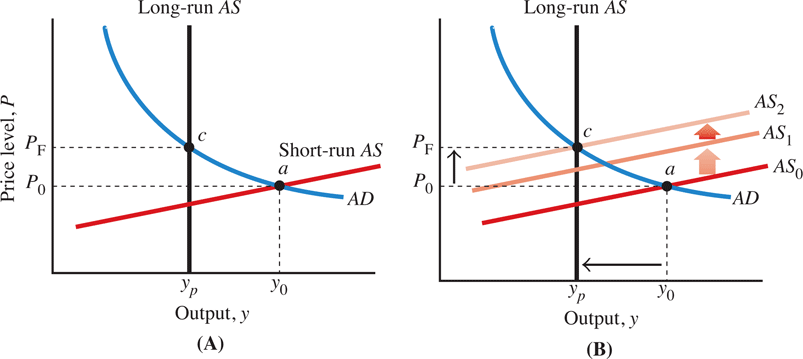 Long-run AS
Price level, P
P_F
P_0
c
a
Short-run AS
AD
y_p
y_0
Output, y
(A)
Long-run AS
P_F
P_0
c
a
AS_2
AS_1
AS_0
AD
y_p
y_0
Output, y
(B)